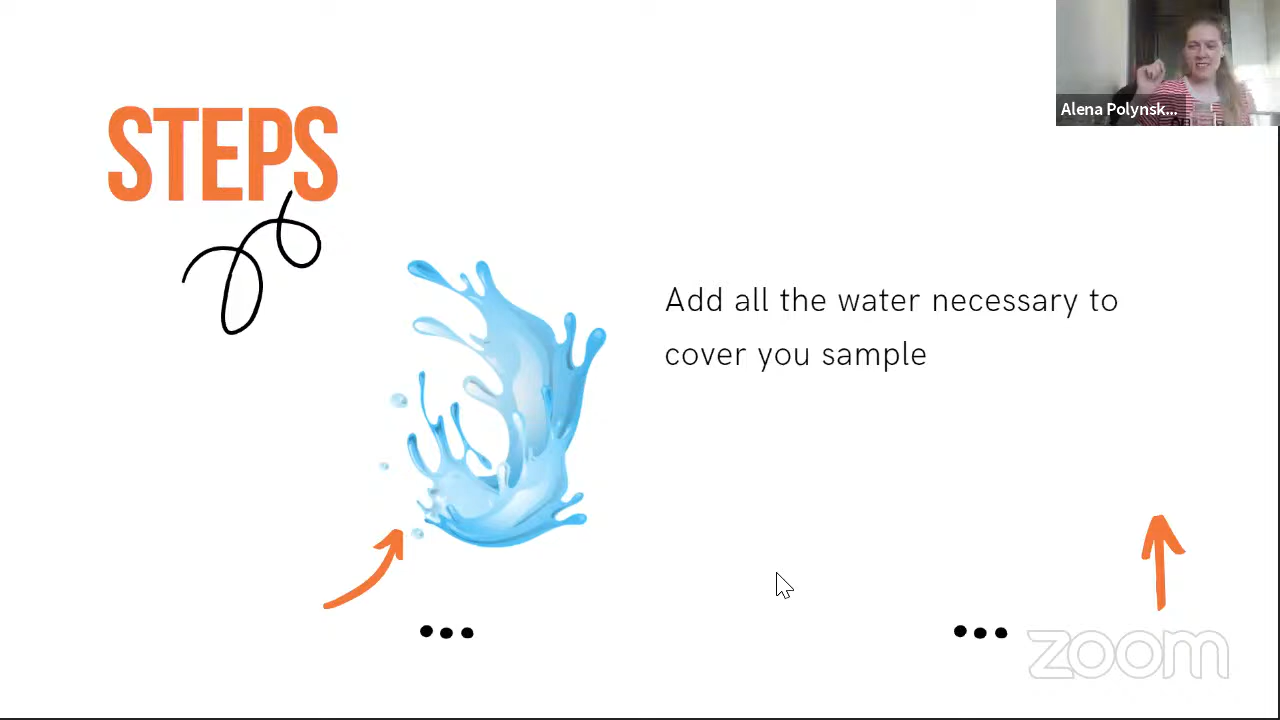 Alena Polynsk...
STEPS
Add all the water necessary to
cover you sample
zoom